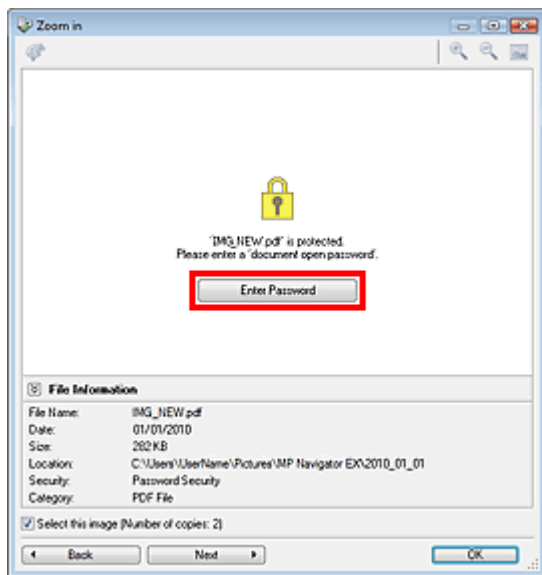 Zoom in
'IMG_NEW.pdf' is protected.
Please enter a 'document open password'.
Enter Password
File Information
File Name: IMG_NEW.pdf
Date: 01/01/2010
Size: 282 KB
Location: C:\Users\UserName\Pictures\MP Navigator EX\2010_01_01
Security: Password Security
Category: PDF File
Select this image (Number of copies: 2)
Back Next OK